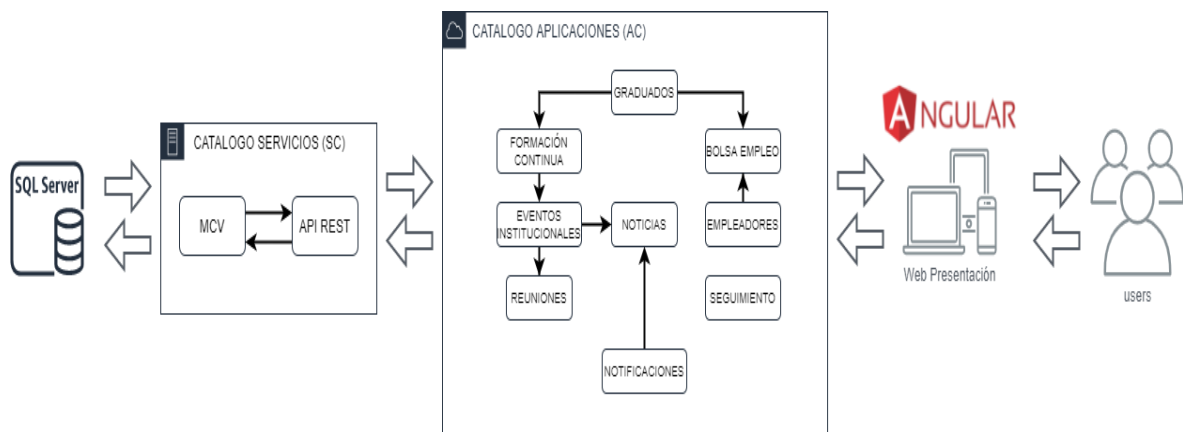 SQL Server
CATALOGO SERVICIOS (SC)
MCV
API REST
CATALOGO APLICACIONES (AC)
GRADUADOS
FORMACIÓN
CONTINUA
BOLSA EMPLEO
EVENTOS
INSTITUCIONALES
NOTICIAS
EMPLEADORES
REUNIONES
SEGUIMIENTO
NOTIFICACIONES
ANGULAR
Web Presentación
users